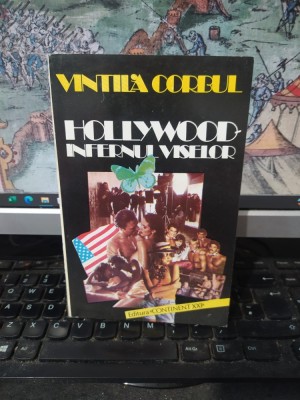 VINTILĂ CORBUL
HOLLYWOOD-
INFERNUL VISELOR
Editura CONTINENT XXI